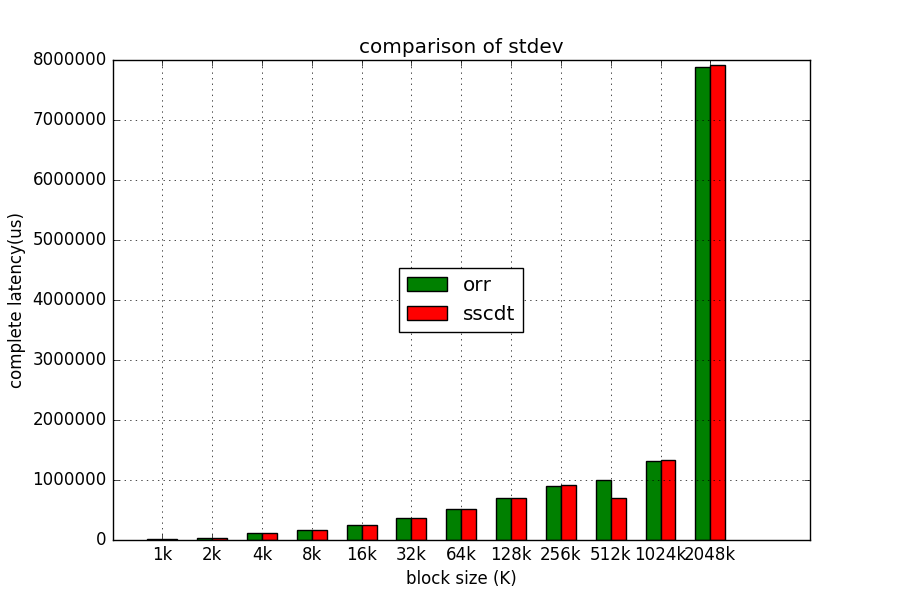 comparison of stdev
8000000
7000000
6000000
5000000
4000000
3000000
2000000
1000000
0
complete latency(us)
orr
sscdt
1k 2k 4k 8k 16k 32k 64k 128k 256k 512k 1024k 2048k
block size (K)